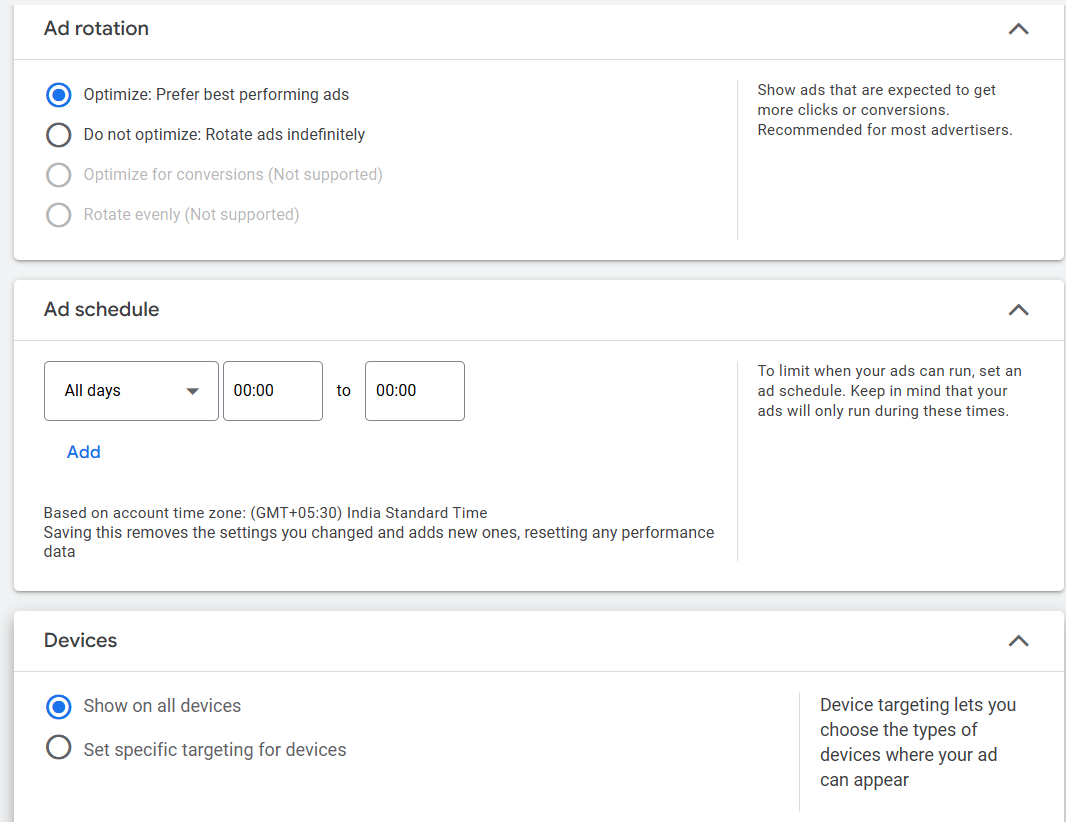 Ad rotation
Optimize: Prefer best performing ads
Do not optimize: Rotate ads indefinitely
Optimize for conversions (Not supported)
Rotate evenly (Not supported)
Show ads that are expected to get
more clicks or conversions.
Recommended for most advertisers.
Ad schedule
All days 00:00 to 00:00
Add
Based on account time zone: (GMT+05:30) India Standard Time
Saving this removes the settings you changed and adds new ones, resetting any performance
data
To limit when your ads can run, set an
ad schedule. Keep in mind that your
ads will only run during these times.
Devices
Show on all devices
Set specific targeting for devices
Device targeting lets you
choose the types of
devices where your ad
can appear